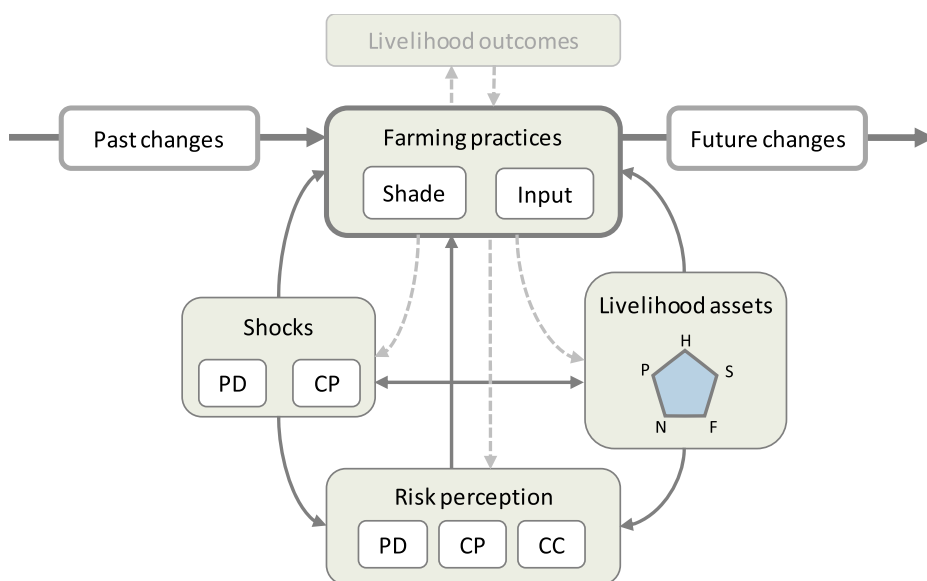 Livelihood outcomes
Past changes
Farming practices
Future changes
Shade
Input
Shocks
PD
CP
Livelihood assets
H
P
S
N
F
Risk perception
PD
CP
CC